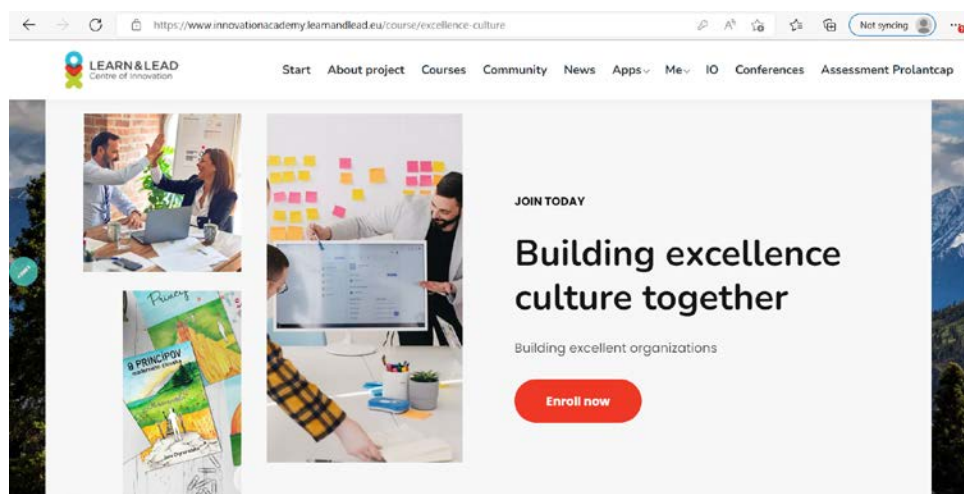 https://www.innovationacademy.learnandlead.eu/course/excellence-culture
Not syncing
LEARN&LEAD
Centre of Innovation
Start About project Courses Community News Apps Me IO Conferences Assessment Prolantcap
JOIN TODAY
Building excellence
culture together
Building excellent organizations
Enroll now
8 PRINCÍPOV